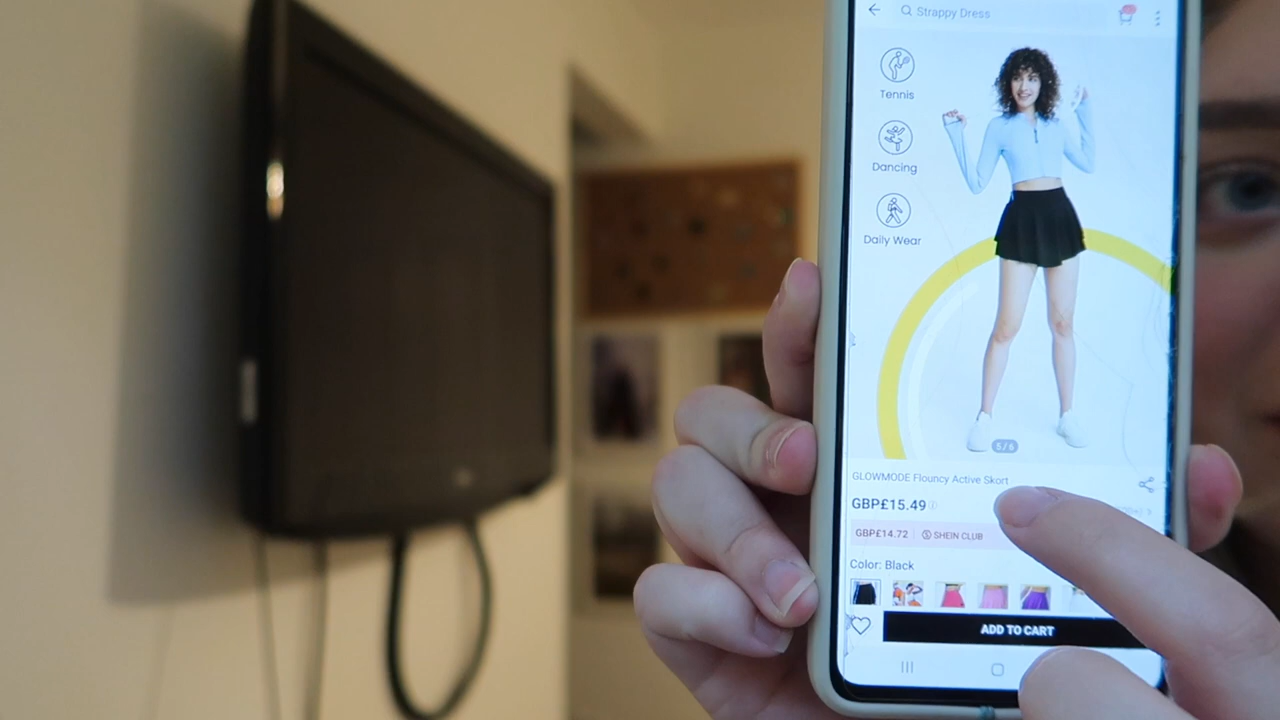 Strappy Dress
Tennis
Dancing
Daily Wear
5/6
GLOWMODE Flouncy Active Skort
GBP£15.49
GBP£14.72 SHEIN CLUB
Color: Black
ADD TO CART